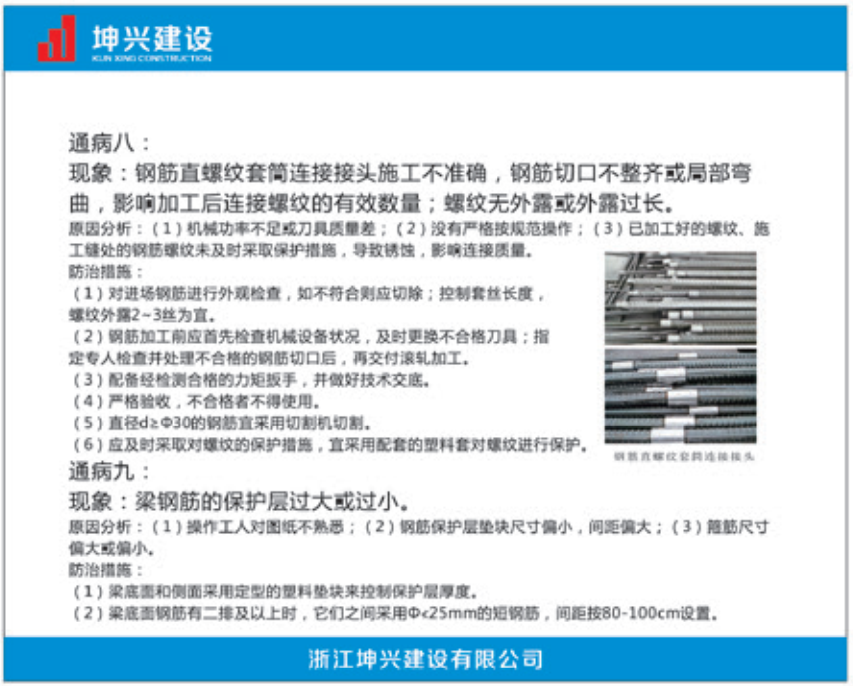 坤兴建设
KUN XING CONSTRUCTION
通病八：
现象：钢筋直螺纹套筒连接接头施工不准确，钢筋切口不整齐或局部弯
曲，影响加工后连接螺纹的有效数量；螺纹无外露或外露过长。
原因分析：（1）机械功率不足或刀具质量差；（2）没有严格按规范操作；（3）已加工好的螺纹、施
工缝处的钢筋螺纹未及时采取保护措施，导致锈蚀，影响连接质量。
防治措施：
（1）对进场钢筋进行外观检查，如不符合则应切除；控制套丝长度，
螺纹外露2~3丝为宜。
（2）钢筋加工前应首先检查机械设备状况，及时更换不合格刀具；指
定专人检查并处理不合格的钢筋切口后，再交付滚轧加工。
（3）配备经检测合格的力矩扳手，并做好技术交底。
（4）严格验收，不合格者不得使用。
（5）直径d≥Φ30的钢筋宜采用切割机切割。
（6）应及时采取对螺纹的保护措施，宜采用配套的塑料套对螺纹进行保护。
钢筋直螺纹套筒连接接头
通病九：
现象：梁钢筋的保护层过大或过小。
原因分析：（1）操作工人对图纸不熟悉；（2）钢筋保护层垫块尺寸偏小，间距偏大；（3）箍筋尺寸
偏大或偏小。
防治措施：
（1）梁底面和侧面采用定型的塑料垫块来控制保护层厚度。
（2）梁底面钢筋有二排及以上时，它们之间采用Φ<25mm的短钢筋，间距按80-100cm设置。
浙江坤兴建设有限公司